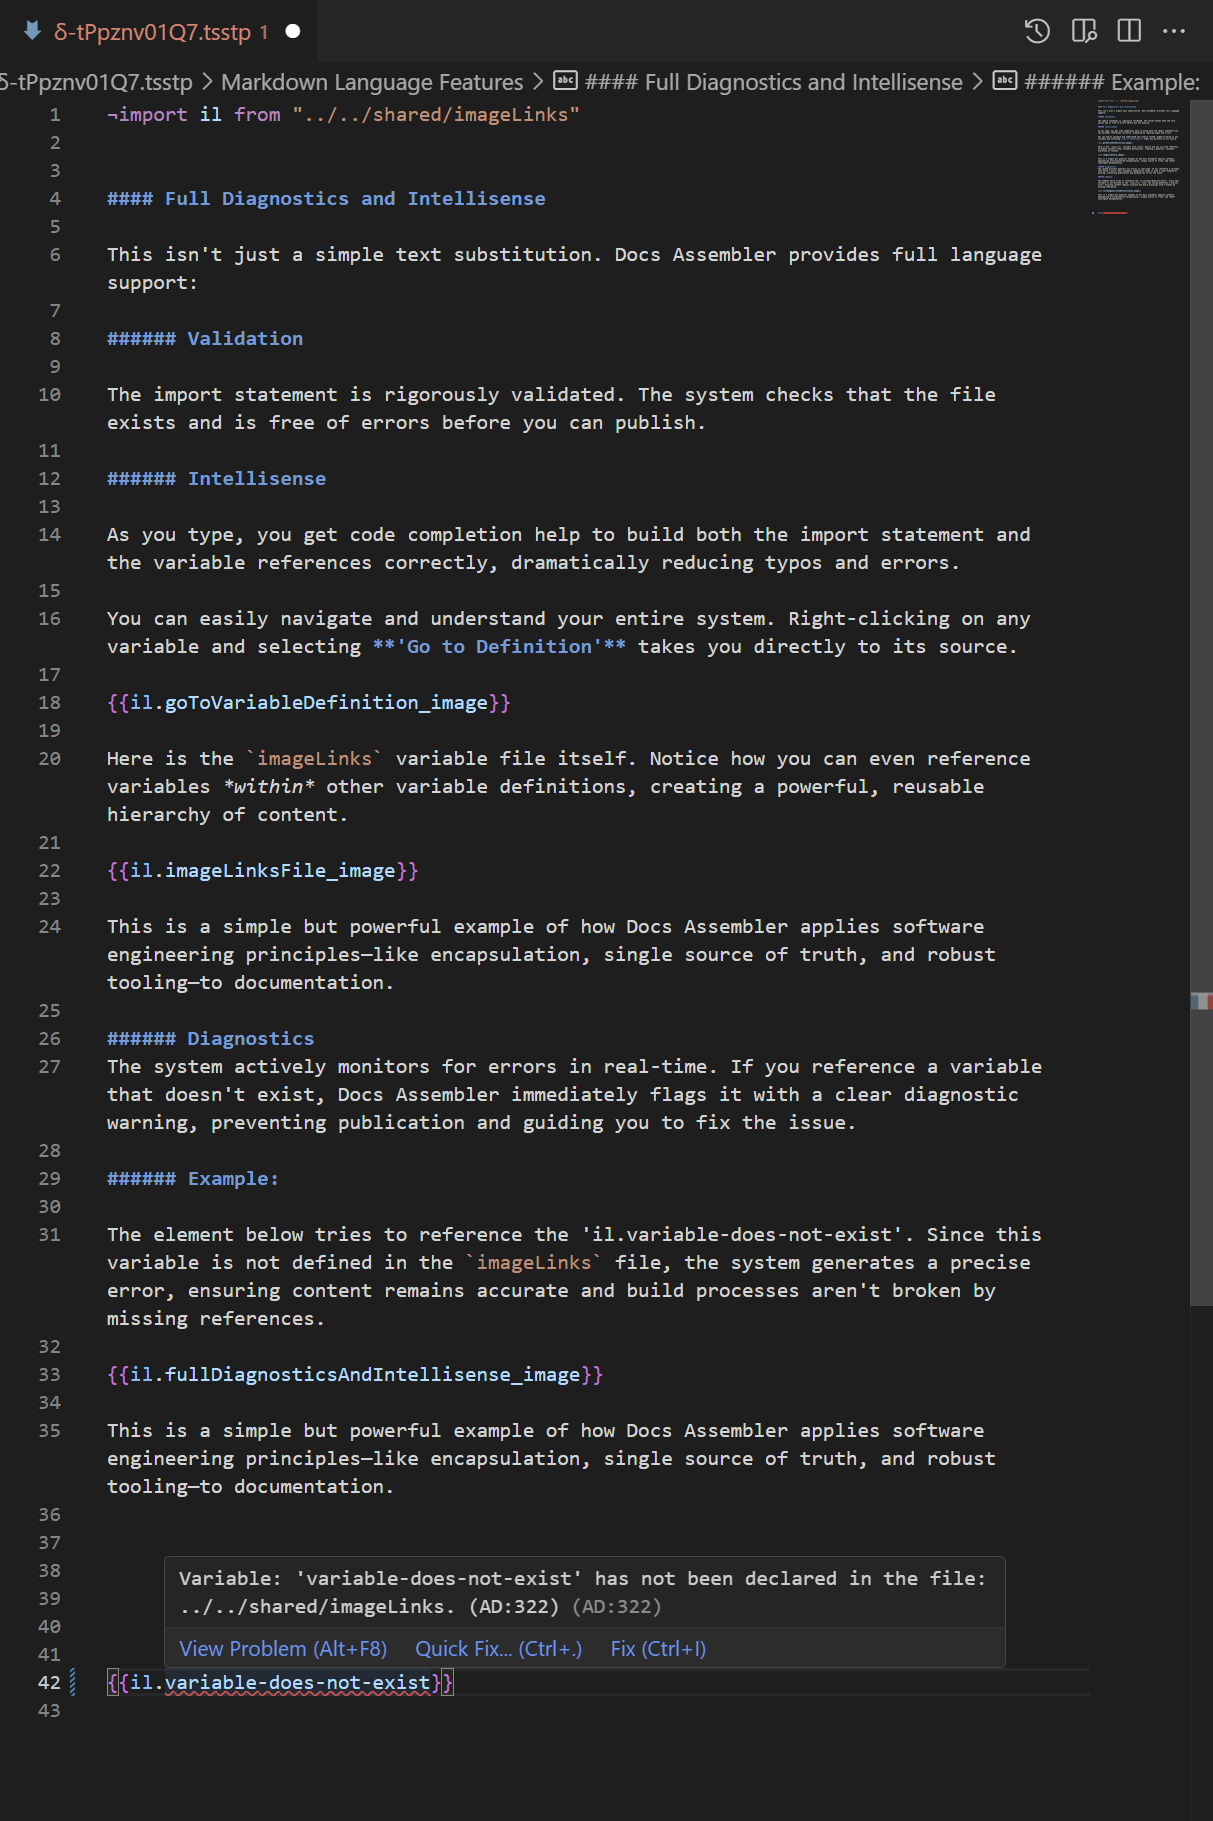 δ-tPpznv01Q7.tsstp 1
δ-tPpznv01Q7.tsstp > Markdown Language Features > abc #### Full Diagnostics and Intellisense > abc ###### Example:
1 ¬import il from "../../shared/imageLinks"
2
3
4 #### Full Diagnostics and Intellisense
5
6 This isn't just a simple text substitution. Docs Assembler provides full language
support:
7
8 ###### Validation
9
10 The import statement is rigorously validated. The system checks that the file
exists and is free of errors before you can publish.
11
12 ###### Intellisense
13
14 As you type, you get code completion help to build both the import statement and
the variable references correctly, dramatically reducing typos and errors.
15
16 You can easily navigate and understand your entire system. Right-clicking on any
variable and selecting **'Go to Definition'** takes you directly to its source.
17
18 {{il.goToVariableDefinition_image}}
19
20 Here is the `imageLinks` variable file itself. Notice how you can even reference
variables *within* other variable definitions, creating a powerful, reusable
hierarchy of content.
21
22 {{il.imageLinksFile_image}}
23
24 This is a simple but powerful example of how Docs Assembler applies software
engineering principles—like encapsulation, single source of truth, and robust
tooling—to documentation.
25
26 ###### Diagnostics
27 The system actively monitors for errors in real-time. If you reference a variable
that doesn't exist, Docs Assembler immediately flags it with a clear diagnostic
warning, preventing publication and guiding you to fix the issue.
28
29 ###### Example:
30
31 The element below tries to reference the 'il.variable-does-not-exist'. Since this
variable is not defined in the `imageLinks` file, the system generates a precise
error, ensuring content remains accurate and build processes aren't broken by
missing references.
32
33 {{il.fullDiagnosticsAndIntellisense_image}}
34
35 This is a simple but powerful example of how Docs Assembler applies software
engineering principles—like encapsulation, single source of truth, and robust
tooling—to documentation.
36
37
38 Variable: 'variable-does-not-exist' has not been declared in the file:
39 ../../shared/imageLinks. (AD:322) (AD:322)
40
41 View Problem (Alt+F8) Quick Fix... (Ctrl+.) Fix (Ctrl+I)
42 {{il.variable-does-not-exist}}
43